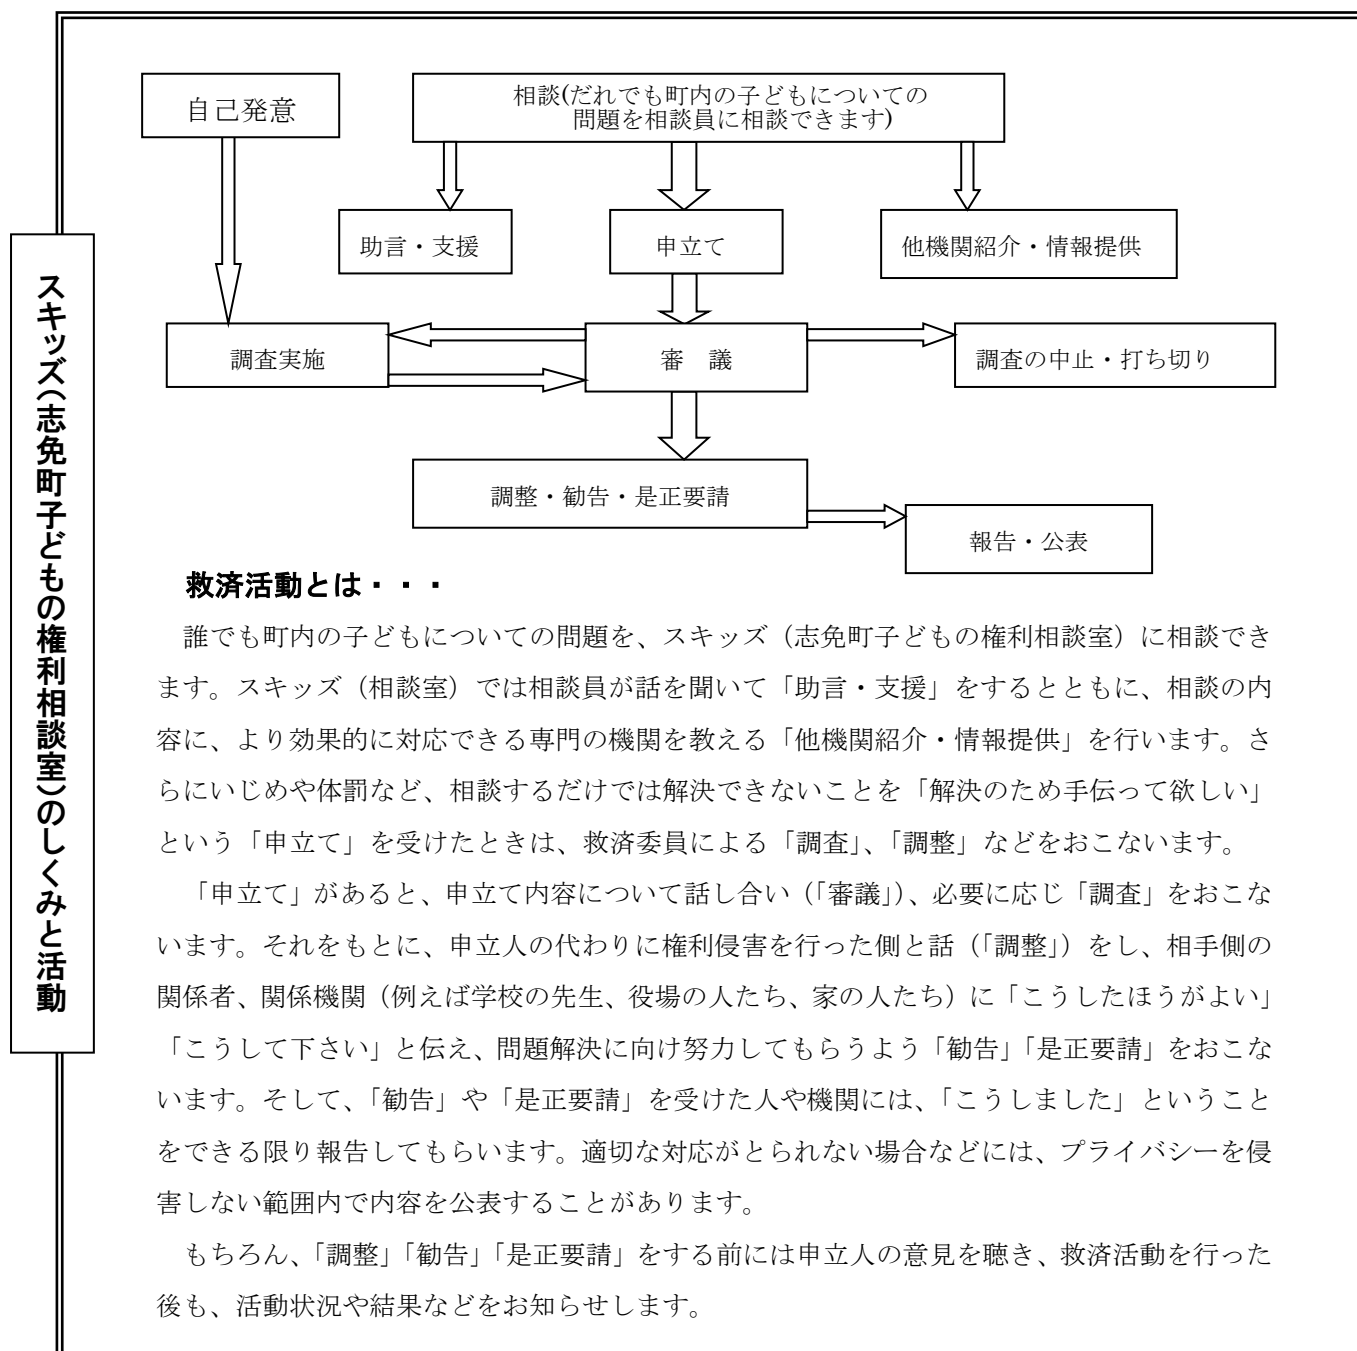 スキッズ（志免町子どもの権利相談室）のしくみと活動
自己発意
相談(だれでも町内の子どもについての
問題を相談員に相談できます)
助言・支援
申立て
他機関紹介・情報提供
調査実施
審　議
調査の中止・打ち切り
調整・勧告・是正要請
報告・公表
救済活動とは・・・
誰でも町内の子どもについての問題を、スキッズ（志免町子どもの権利相談室）に相談でき
ます。スキッズ（相談室）では相談員が話を聞いて「助言・支援」をするとともに、相談の内
容に、より効果的に対応できる専門の機関を教える「他機関紹介・情報提供」を行います。さ
らにいじめや体罰など、相談するだけでは解決できないことを「解決のため手伝って欲しい」
という「申立て」を受けたときは、救済委員による「調査」、「調整」などをおこないます。
「申立て」があると、申立て内容について話し合い（「審議」）、必要に応じ「調査」をおこな
います。それをもとに、申立人の代わりに権利侵害を行った側と話（「調整」）をし、相手側の
関係者、関係機関（例えば学校の先生、役場の人たち、家の人たち）に「こうしたほうがよい」
「こうして下さい」と伝え、問題解決に向け努力してもらうよう「勧告」「是正要請」をおこな
います。そして、「勧告」や「是正要請」を受けた人や機関には、「こうしました」ということ
をできる限り報告してもらいます。適切な対応がとられない場合などには、プライバシーを侵
害しない範囲内で内容を公表することがあります。
もちろん、「調整」「勧告」「是正要請」をする前には申立人の意見を聴き、救済活動を行った
後も、活動状況や結果などをお知らせします。